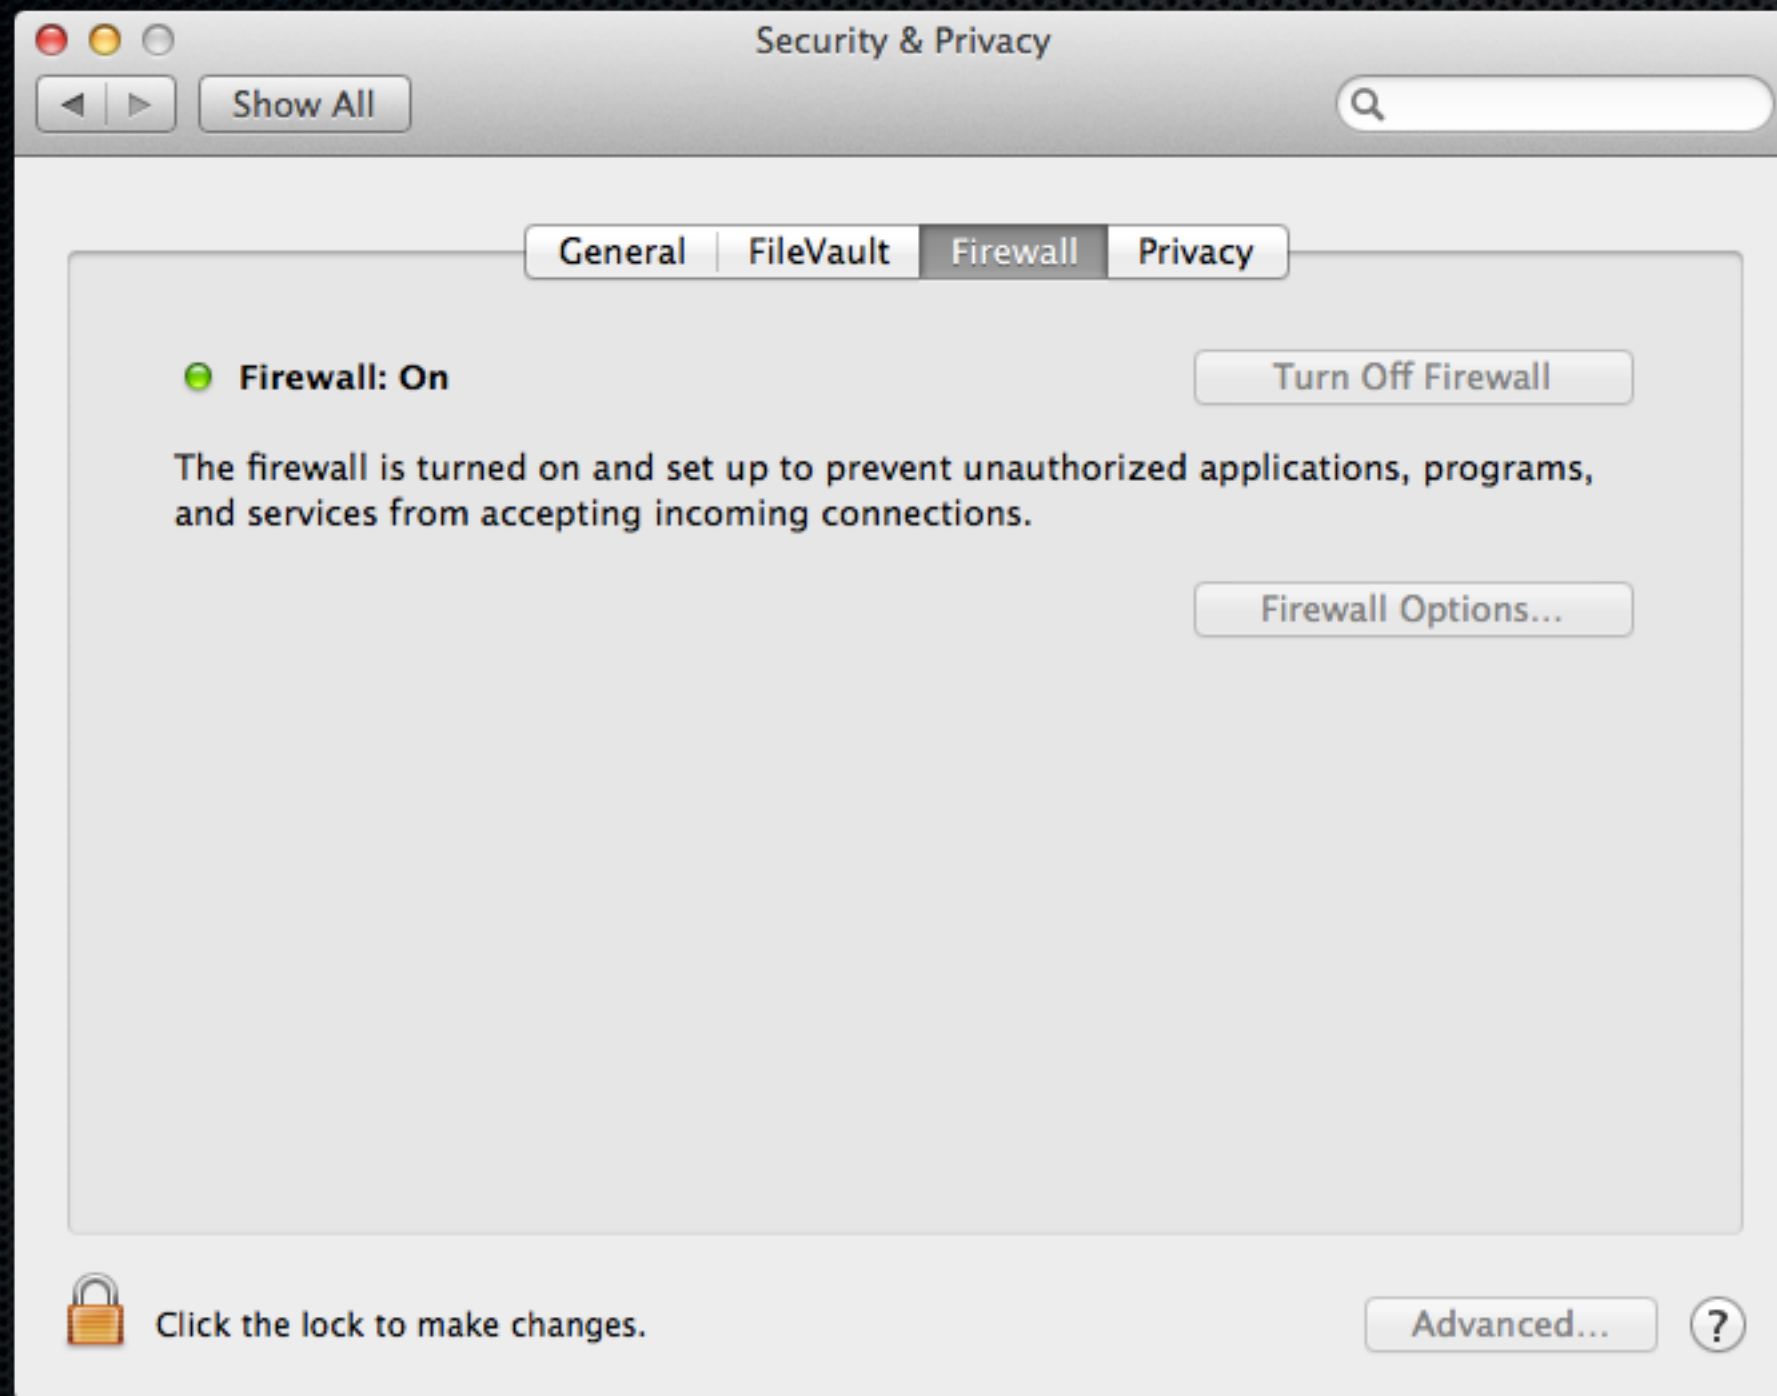 Security & Privacy
Show All
General FileVault Firewall Privacy
Firewall: On
Turn Off Firewall
The firewall is turned on and set up to prevent unauthorized applications, programs,
and services from accepting incoming connections.
Firewall Options...
Click the lock to make changes.
Advanced...
?